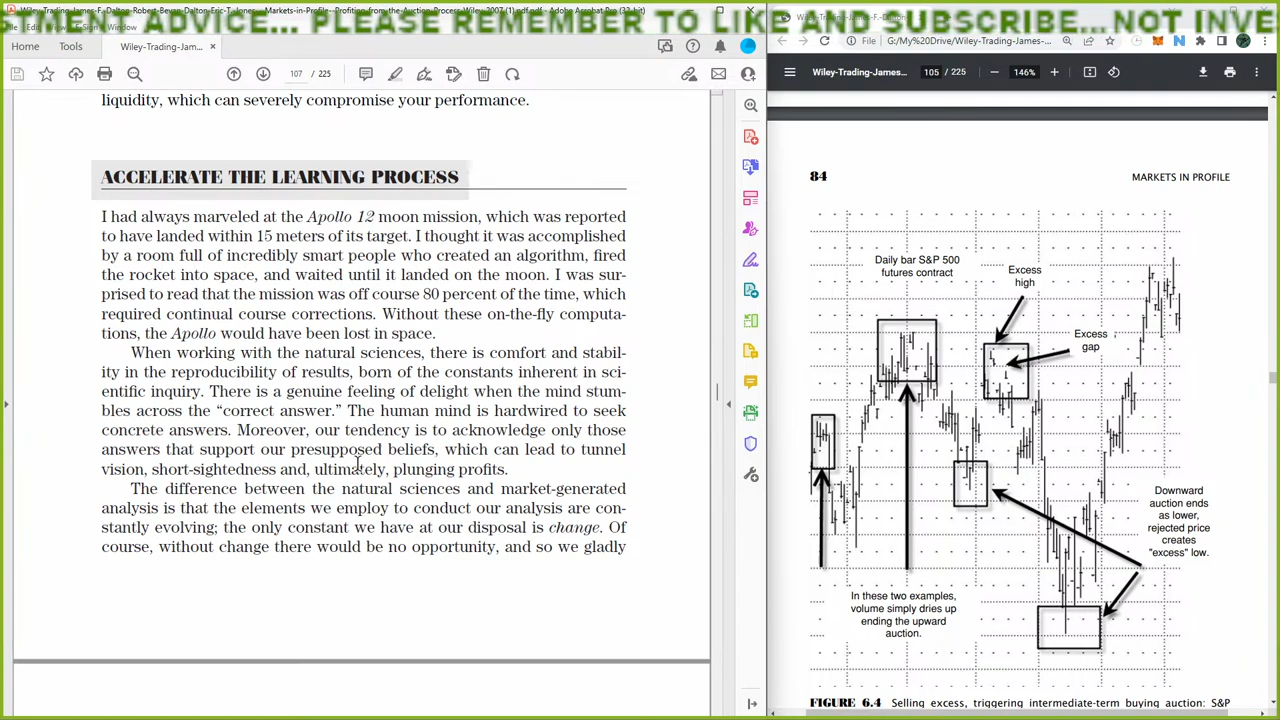 ADVICE... PLEASE REMEMBER TO LIKE AND SUBSCRIBE...NOT INVE
Home
Tools
Wiley-Trading-Jam...
×
107 / 225
liquidity, which can severely compromise your performance.
ACCELERATE THE LEARNING PROCESS
I had always marveled at the Apollo 12 moon mission, which was reported
to have landed within 15 meters of its target. I thought it was accomplished
by a room full of incredibly smart people who created an algorithm, fired
the rocket into space, and waited until it landed on the moon. I was sur-
prised to read that the mission was off course 80 percent of the time, which
required continual course corrections. Without these on-the-fly computa-
tions, the Apollo would have been lost in space.
When working with the natural sciences, there is comfort and stabil-
ity in the reproducibility of results, born of the constants inherent in sci-
entific inquiry. There is a genuine feeling of delight when the mind stum-
bles across the “correct answer.” The human mind is hardwired to seek
concrete answers. Moreover, our tendency is to acknowledge only those
answers that support our presupposed beliefs, which can lead to tunnel
vision, short-sightedness and, ultimately, plunging profits.
The difference between the natural sciences and market-generated
analysis is that the elements we employ to conduct our analysis are con-
stantly evolving; the only constant we have at our disposal is change. Of
course, without change there would be no opportunity, and so we gladly
File
G:/My%20Drive/Wiley-Trading-James-...
Wiley-Trading-James...
105 / 225
146%
84
MARKETS IN PROFILE
Daily bar S&P 500
futures contract
Excess
high
Excess
gap
Downward
auction ends
as lower,
rejected price
creates
"excess" low.
In these two examples,
volume simply dries up
ending the upward
auction.
FIGURE 6.4 Selling excess, triggering intermediate-term buying auction: S&P